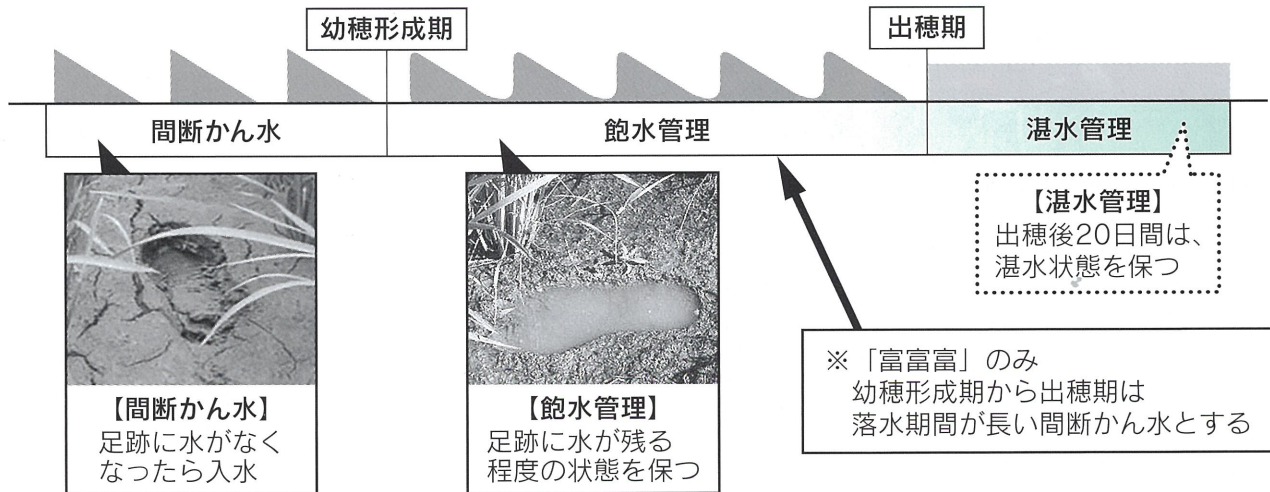 幼穂形成期
出穂期
間断かん水
飽水管理
湛水管理
【間断かん水】
足跡に水がなく
なったら入水
【飽水管理】
足跡に水が残る
程度の状態を保つ
【湛水管理】
出穂後20日間は、
湛水状態を保つ
※「富富富」のみ
幼穂形成期から出穂期は
落水期間が長い間断かん水とする